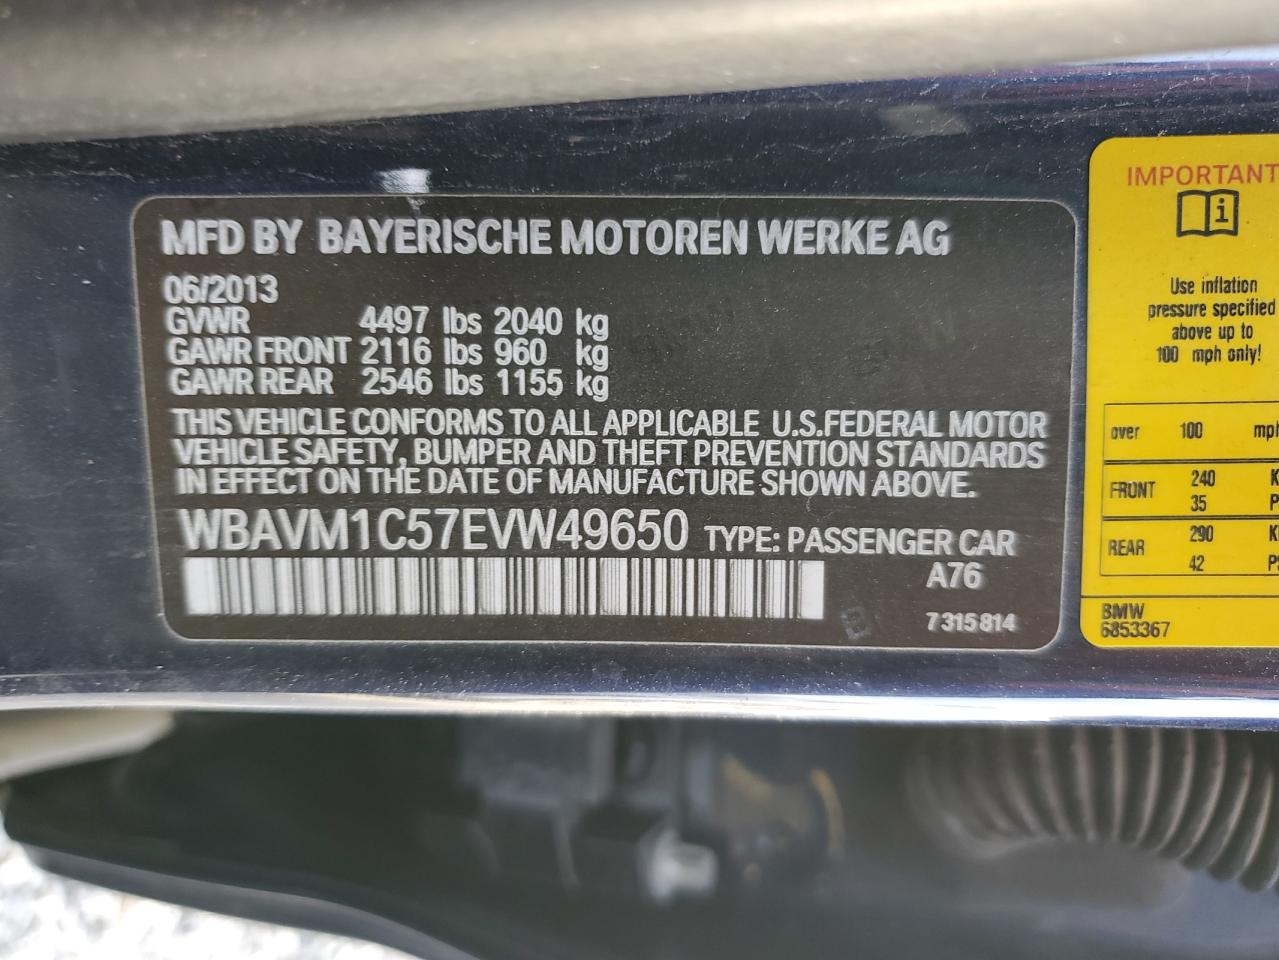 MFD BY BAYERISCHE MOTOREN WERKE AG
06/2013
GVWR 4497 lbs 2040 kg
GAWR FRONT 2116 lbs 960 kg
GAWR REAR 2546 lbs 1155 kg
THIS VEHICLE CONFORMS TO ALL APPLICABLE U.S.FEDERAL MOTOR
VEHICLE SAFETY, BUMPER AND THEFT PREVENTION STANDARDS
IN EFFECT ON THE DATE OF MANUFACTURE SHOWN ABOVE.
WBAVM1C57EVW49650 TYPE: PASSENGER CAR
A76
7315814
IMPORTANT
i
Use inflation
pressure specified
above up to
100 mph only!
over 100 mph
FRONT 240 K
35 P
REAR 290 K
42 PS
BMW
6853367